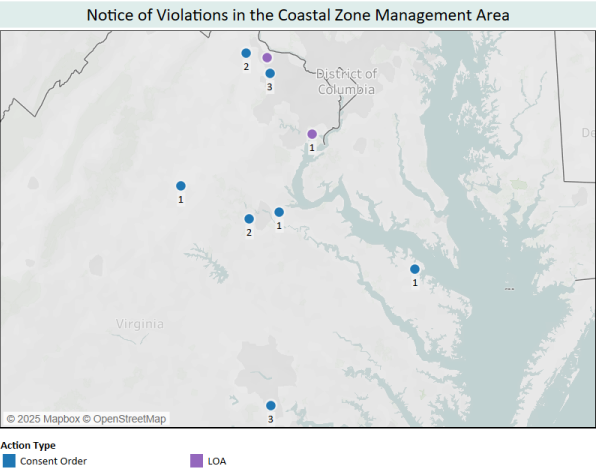 Notice of Violations in the Coastal Zone Management Area
2
3
District of
Columbia
1
De
1
2
1
1
Virginia
3
© 2025 Mapbox © OpenStreetMap
Action Type
Consent Order
LOA